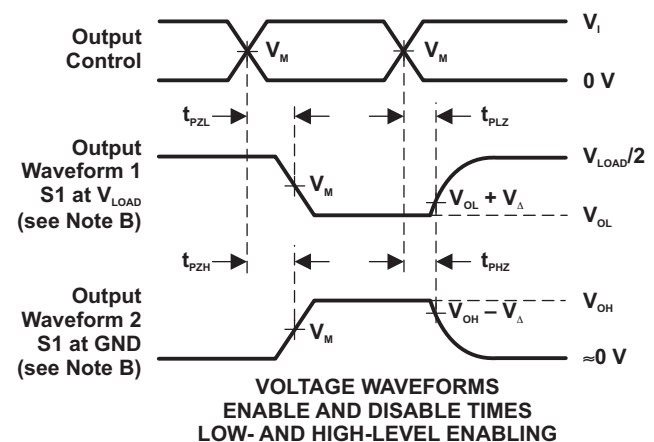 Output
Control
V_M
V_M
V_I
0 V
t_PZL
t_PLZ
Output
Waveform 1
S1 at V_LOAD
(see Note B)
V_M
V_OL + V_Δ
V_LOAD/2
V_OL
t_PZH
t_PHZ
Output
Waveform 2
S1 at GND
(see Note B)
V_M
V_OH – V_Δ
V_OH
≈0 V
VOLTAGE WAVEFORMS
ENABLE AND DISABLE TIMES
LOW- AND HIGH-LEVEL ENABLING